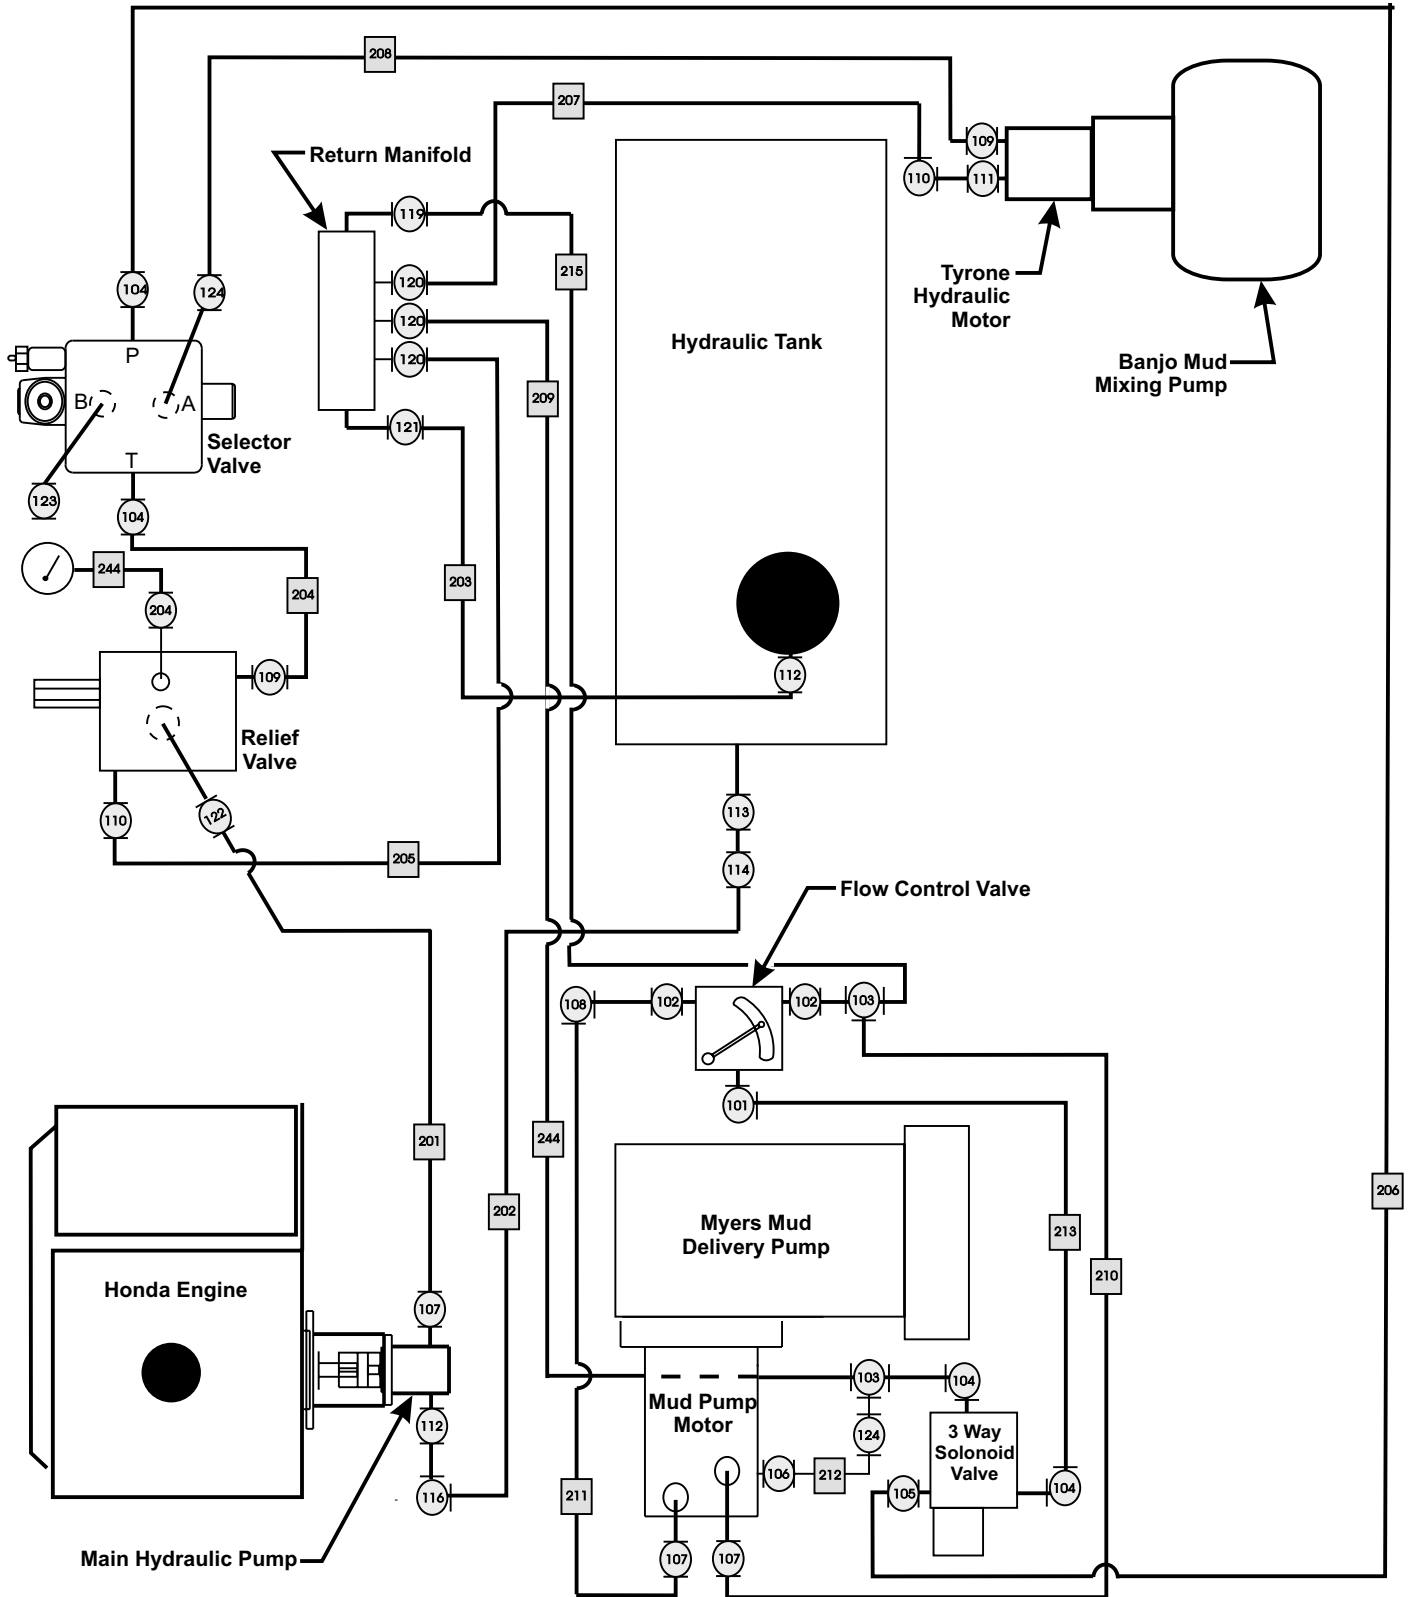 208
207
Return Manifold
109
110
111
119
215
Tyrone
Hydraulic
Motor
104
124
120
120
120
Hydraulic Tank
Banjo Mud
Mixing Pump
P
B
A
T
209
121
Selector
Valve
123
104
244
204
203
204
109
112
Relief
Valve
110
122
205
113
114
Flow Control Valve
108
102
102
103
101
201
244
202
206
213
210
Myers Mud
Delivery Pump
Honda Engine
107
103
104
Mud Pump
Motor
112
124
3 Way
Solonoid
Valve
106
212
105
104
116
211
107
107
Main Hydraulic Pump